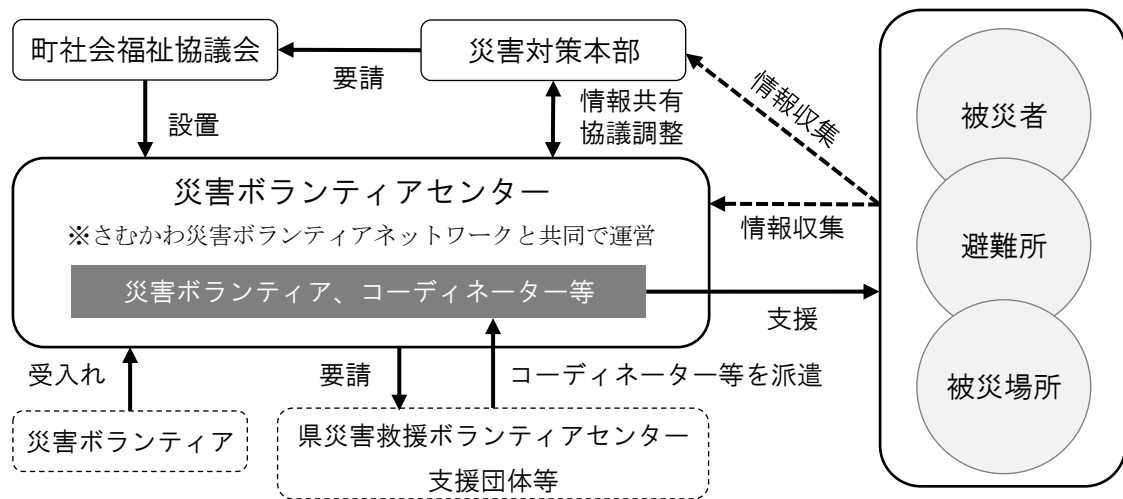 町社会福祉協議会
災害対策本部
要請
設置
情報共有
協議調整
情報収集
情報収集
被災者
避難所
被災場所
災害ボランティアセンター
※さむかわ災害ボランティアネットワークと共同で運営
災害ボランティア、コーディネーター等
支援
受入れ
要請
コーディネーター等を派遣
災害ボランティア
県災害救援ボランティアセンター
支援団体等